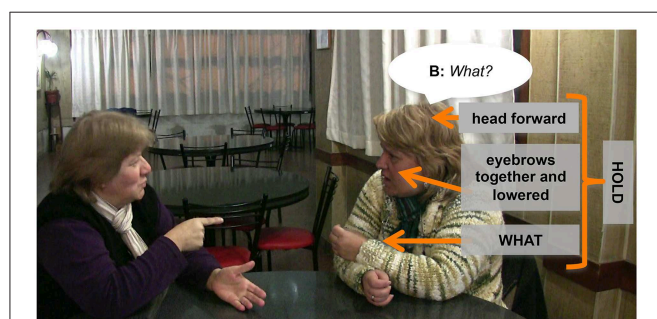 B: What?
head forward
eyebrows
together and
lowered
WHAT
HOLD